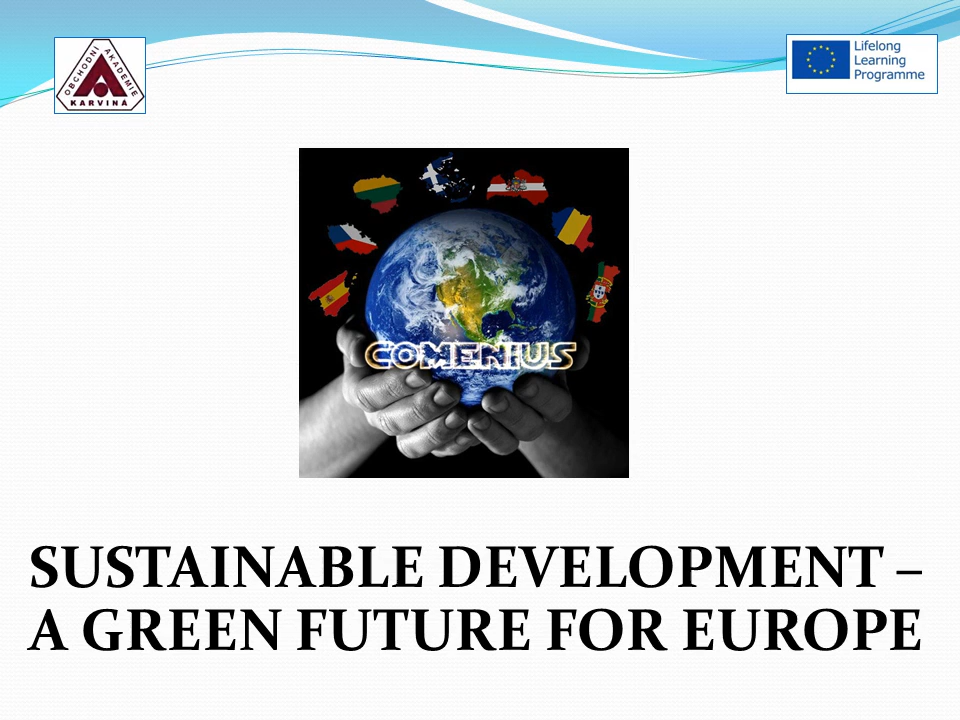 OBCHODNÍ AKADEMIE
KARVINÁ
Lifelong
Learning
Programme
COMENIUS
SUSTAINABLE DEVELOPMENT –
A GREEN FUTURE FOR EUROPE